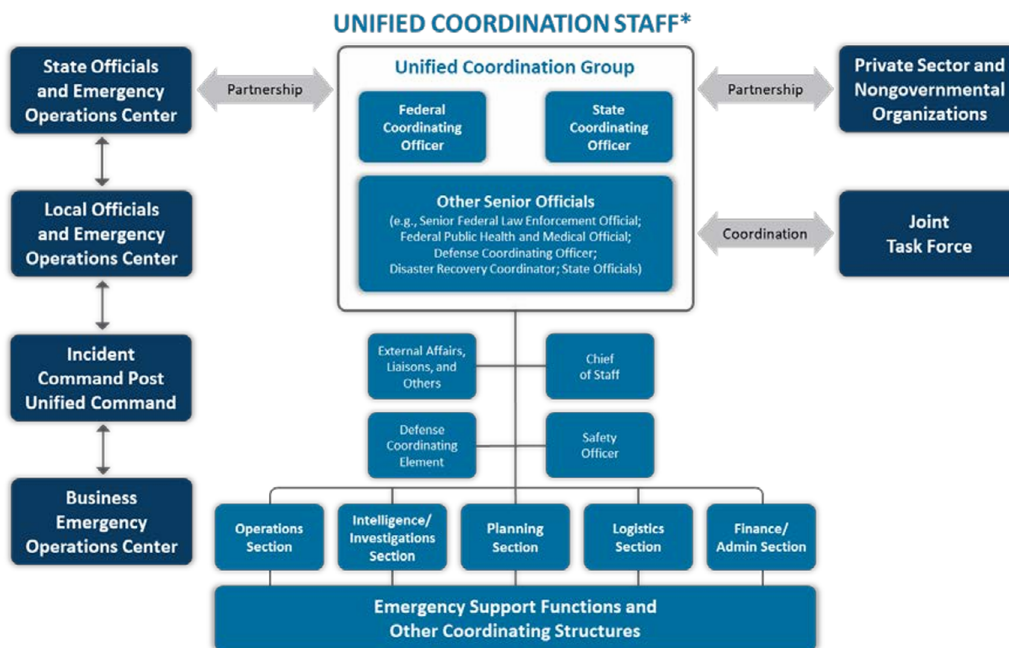 UNIFIED COORDINATION STAFF*
State Officials
and Emergency
Operations Center
Partnership
Unified Coordination Group
Federal
Coordinating
Officer
State
Coordinating
Officer
Partnership
Private Sector and
Nongovernmental
Organizations
Other Senior Officials
(e.g., Senior Federal Law Enforcement Official;
Federal Public Health and Medical Official;
Defense Coordinating Officer;
Disaster Recovery Coordinator; State Officials)
Coordination
Joint
Task Force
Local Officials
and Emergency
Operations Center
Incident
Command Post
Unified Command
Business
Emergency
Operations Center
External Affairs,
Liaisons, and
Others
Chief
of Staff
Defense
Coordinating
Element
Safety
Officer
Operations
Section
Intelligence/
Investigations
Section
Planning
Section
Logistics
Section
Finance/
Admin Section
Emergency Support Functions and
Other Coordinating Structures